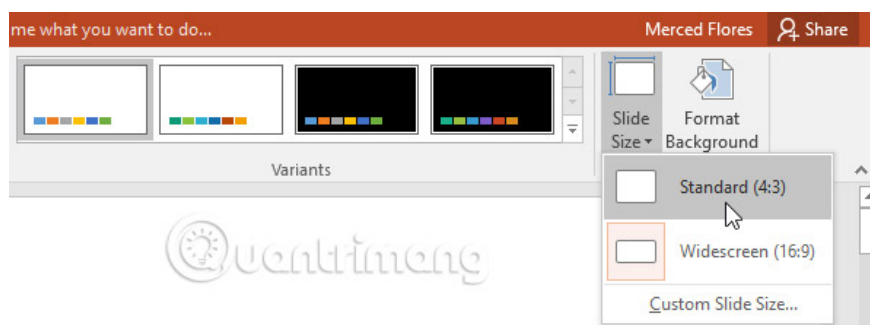 me what you want to do...
Merced Flores
Share
Slide
Size
Format
Background
Variants
Standard (4:3)
Widescreen (16:9)
Custom Slide Size...
Quantrimang